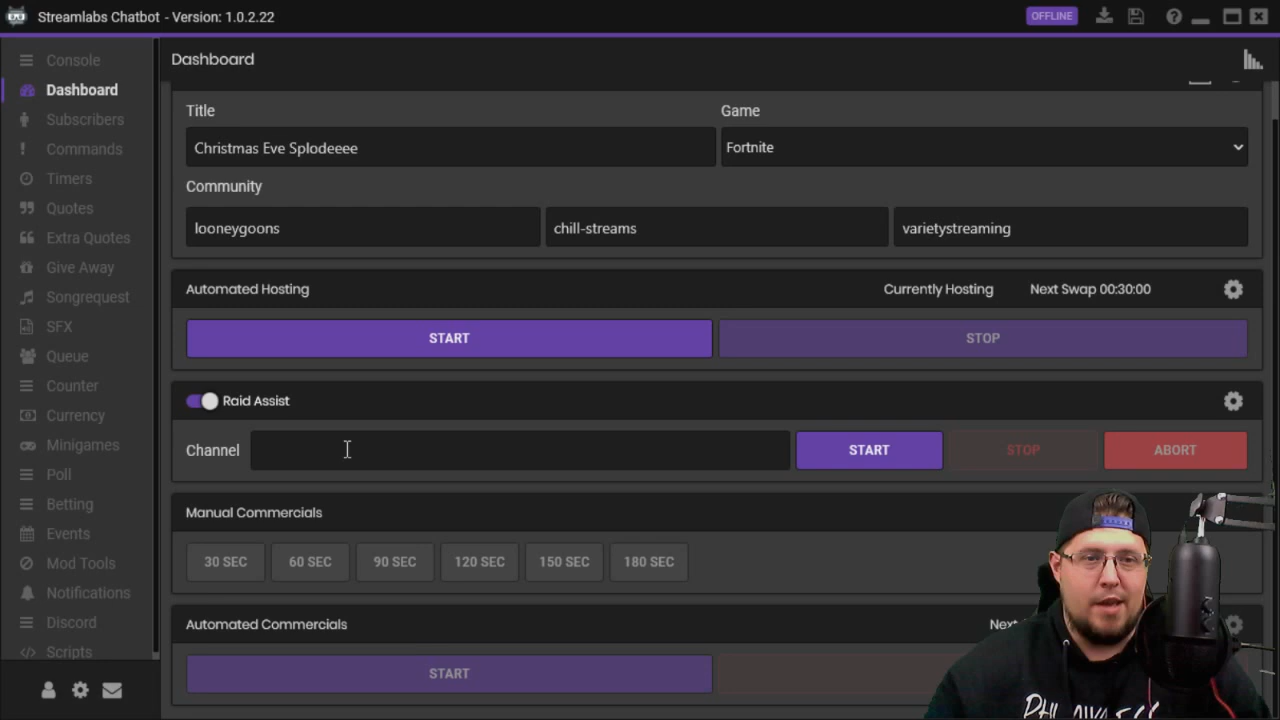 Streamlabs Chatbot - Version: 1.0.2.22
OFFLINE
Console
Dashboard
Subscribers
Commands
Timers
Quotes
Extra Quotes
Give Away
Songrequest
SFX
Queue
Counter
Currency
Minigames
Poll
Betting
Events
Mod Tools
Notifications
Discord
Scripts
Dashboard
Title
Game
Christmas Eve Splodeeee
Fortnite
Community
looneygoons
chill-streams
varietystreaming
Automated Hosting
Currently Hosting
Next Swap 00:30:00
START
STOP
Raid Assist
Channel
START
STOP
ABORT
Manual Commercials
30 SEC
60 SEC
90 SEC
120 SEC
150 SEC
180 SEC
Automated Commercials
START